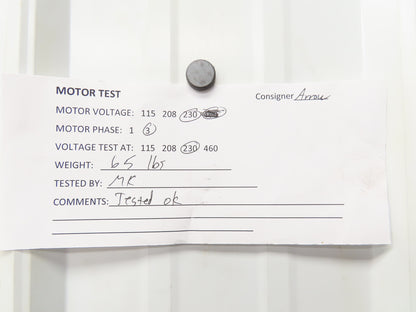 MOTOR TEST
Consigner Arrow
MOTOR VOLTAGE: 115 208 230
MOTOR PHASE: 1 3
VOLTAGE TEST AT: 115 208 230 460
WEIGHT: 65 lbs
TESTED BY: MK
COMMENTS: Tested ok